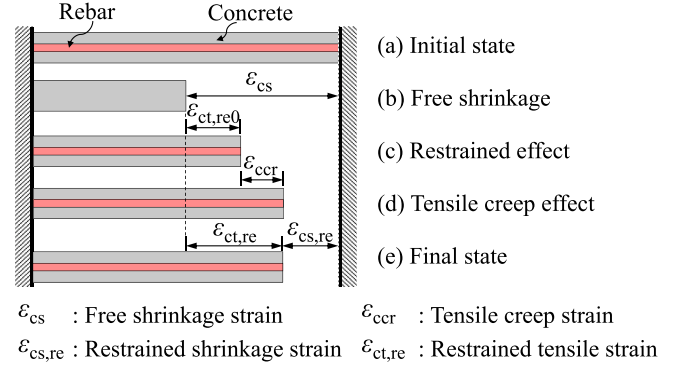 Rebar
Concrete
(a) Initial state
εcs
(b) Free shrinkage
εct,re0
(c) Restrained effect
εccr
(d) Tensile creep effect
εct,re
εcs,re
(e) Final state
εcs : Free shrinkage strain
εccr : Tensile creep strain
εcs,re : Restrained shrinkage strain
εct,re : Restrained tensile strain